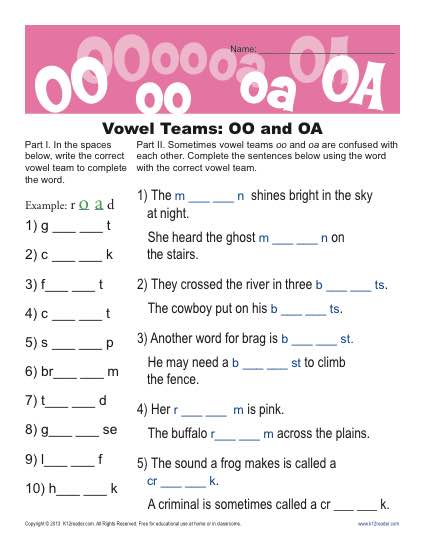 OO OO oo oo oa oa OA OA
Name:
Vowel Teams: OO and OA
Part I. In the spaces
below, write the correct
vowel team to complete
the word.
Example: r o a d
1) g ___ ___ t
2) c ___ ___ k
3) f___ ___ t
4) c ___ ___ t
5) s ___ ___ p
6) br___ ___ m
7) t___ ___ d
8) g___ ___ se
9) l___ ___ f
10) h___ ___ k
Part II. Sometimes vowel teams oo and oa are confused with
each other. Complete the sentences below using the word
with the correct vowel team.
1) The m ___ ___ n shines bright in the sky
at night.
She heard the ghost m ___ ___ n on
the stairs.
2) They crossed the river in three b ___ ___ ts.
The cowboy put on his b ___ ___ ts.
3) Another word for brag is b ___ ___ st.
He may need a b ___ ___ st to climb
the fence.
4) Her r ___ ___ m is pink.
The buffalo r___ ___ m across the plains.
5) The sound a frog makes is called a
cr ___ ___ k.
A criminal is sometimes called a cr ___ ___ k.
Copyright © 2013 K12reader.com. All Rights Reserved. Free for educational use at home or in classrooms.
www.k12reader.com